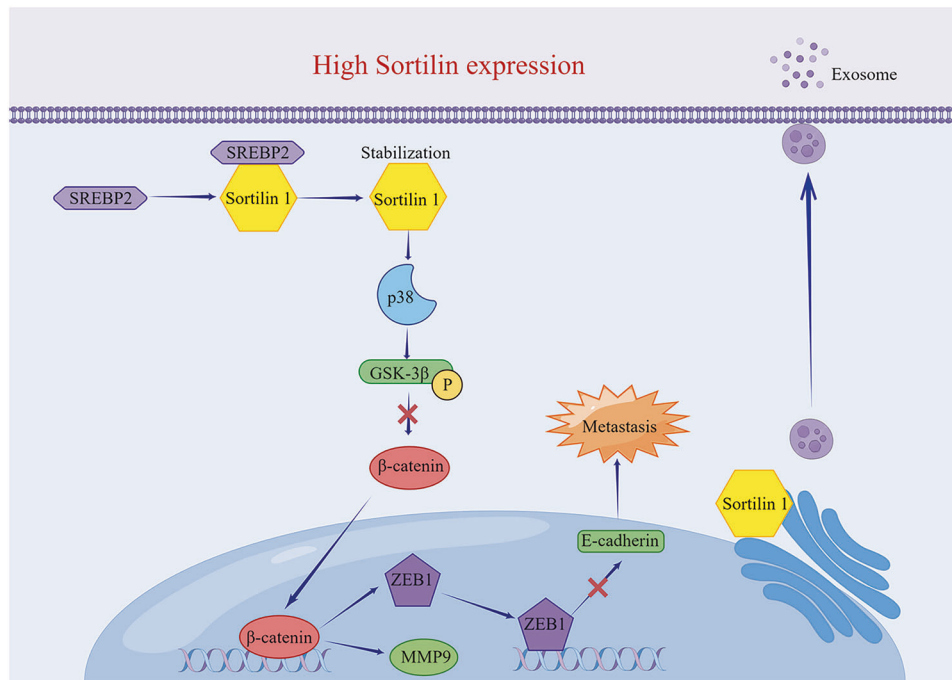 High Sortilin expression
Exosome
SREBP2
SREBP2
Sortilin 1
Stabilization
Sortilin 1
p38
GSK-3β
P
β-catenin
Metastasis
Sortilin 1
E-cadherin
ZEB1
ZEB1
β-catenin
MMP9